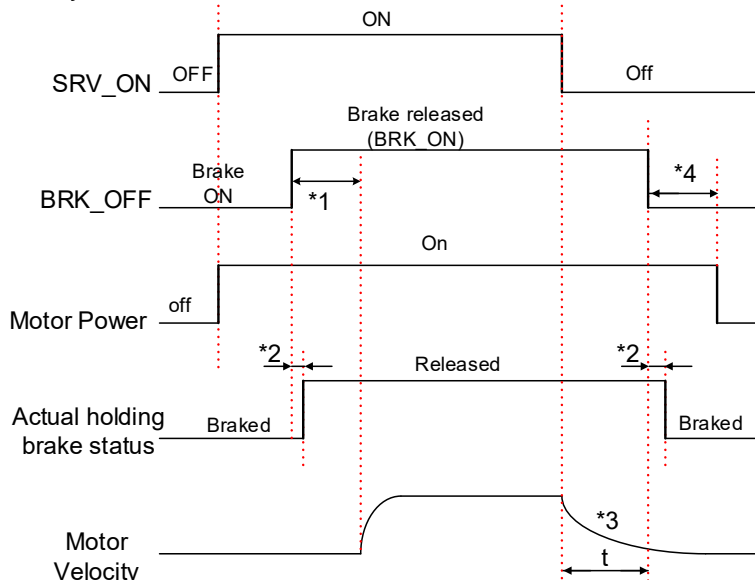 ON
SRV_ON
OFF
Off
Brake released
(BRK_ON)
Brake
ON
BRK_OFF
*1
*4
On
Motor Power
off
*2
Released
*2
Actual holding
brake status
Braked
Braked
*3
Motor
Velocity
t